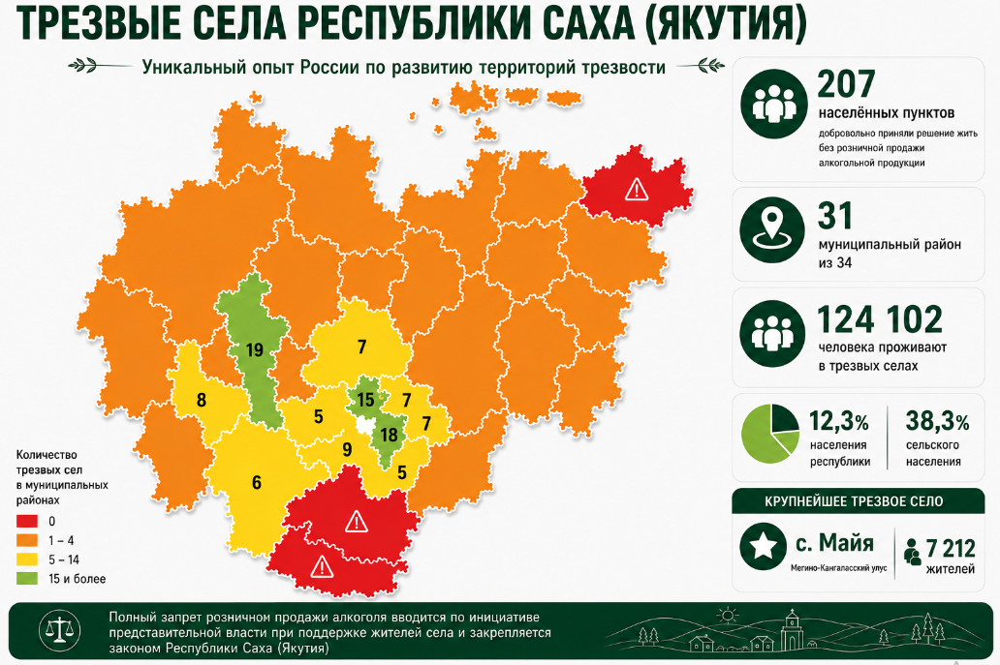 ТРЕЗВЫЕ СЕЛА РЕСПУБЛИКИ САХА (ЯКУТИЯ)
Уникальный опыт России по развитию территорий трезвости
19
7
8
5
15
7
7
18
9
5
6
Количество
трезвых сел
в муниципальных
районах
0
1 – 4
5 – 14
15 и более
207
населённых пунктов
добровольно приняли решение жить
без розничной продажи
алкогольной продукции
31
муниципальный район
из 34
124 102
человека проживают
в трезвых селах
12,3%
населения
республики
38,3%
сельского
населения
КРУПНЕЙШЕЕ ТРЕЗВОЕ СЕЛО
с. Майя
Мегино-Кангаласский улус
7 212
жителей
Полный запрет розничном продажи алкоголя вводится по инициативе
представительной власти при поддержке жителей села и закрепляется
законом Республики Саха (Якутия)